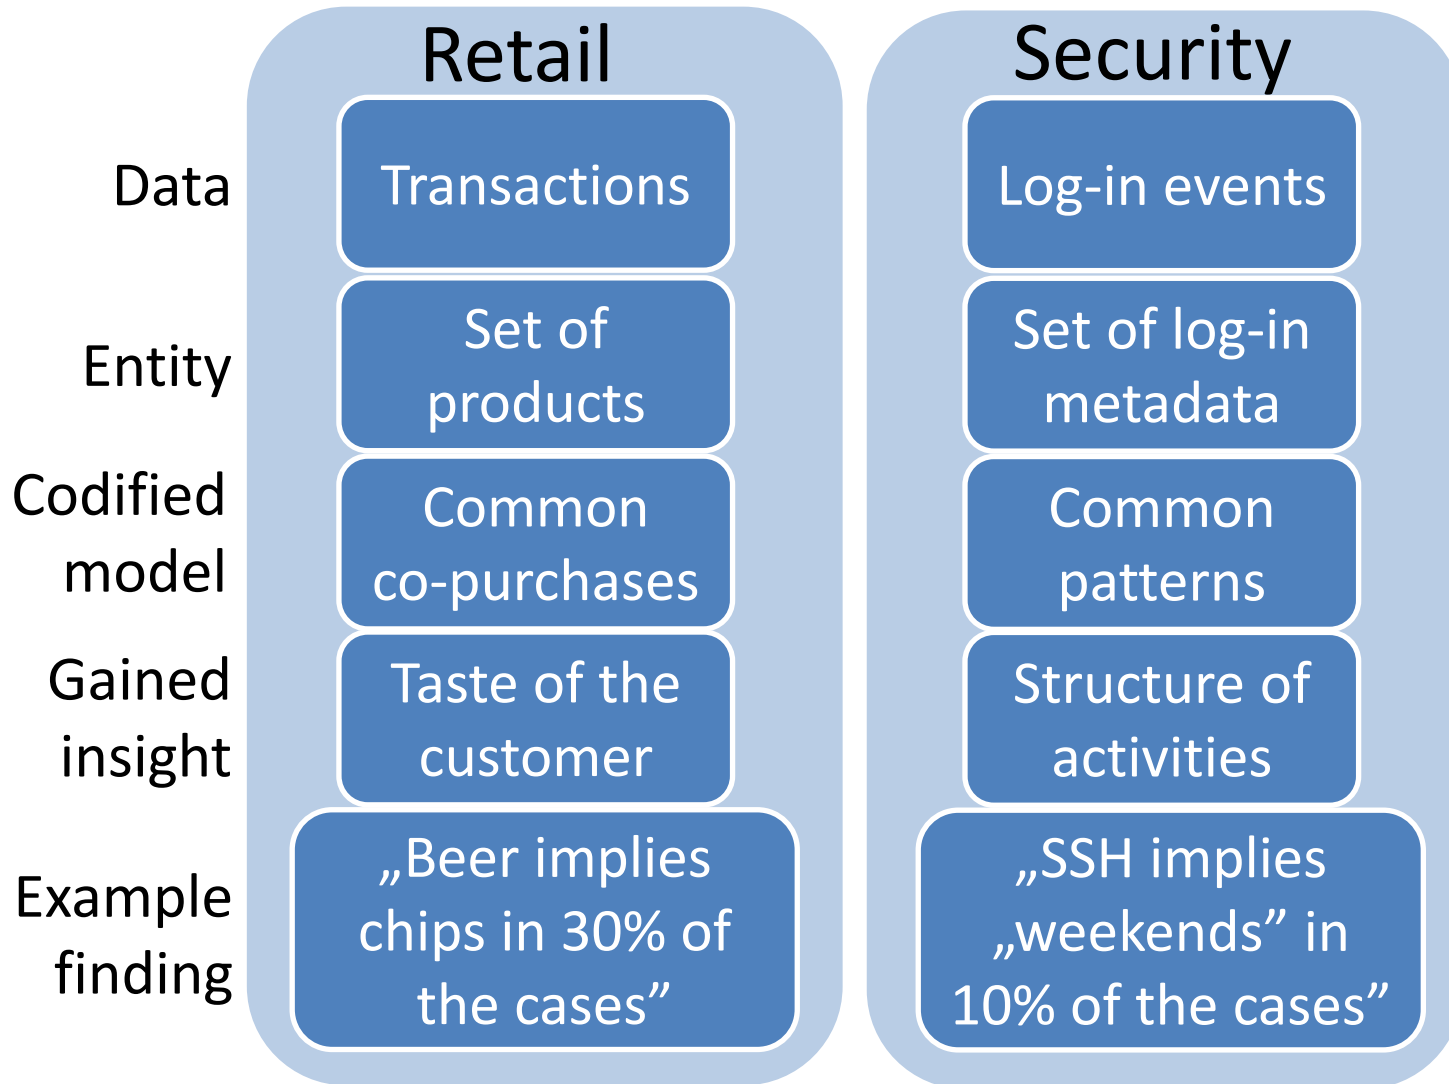 Retail
Security
Data
Transactions
Log-in events
Entity
Set of
products
Set of log-in
metadata
Codified
model
Common
co-purchases
Common
patterns
Gained
insight
Taste of the
customer
Structure of
activities
Example
finding
„Beer implies
chips in 30% of
the cases”
„SSH implies
„weekends” in
10% of the cases”